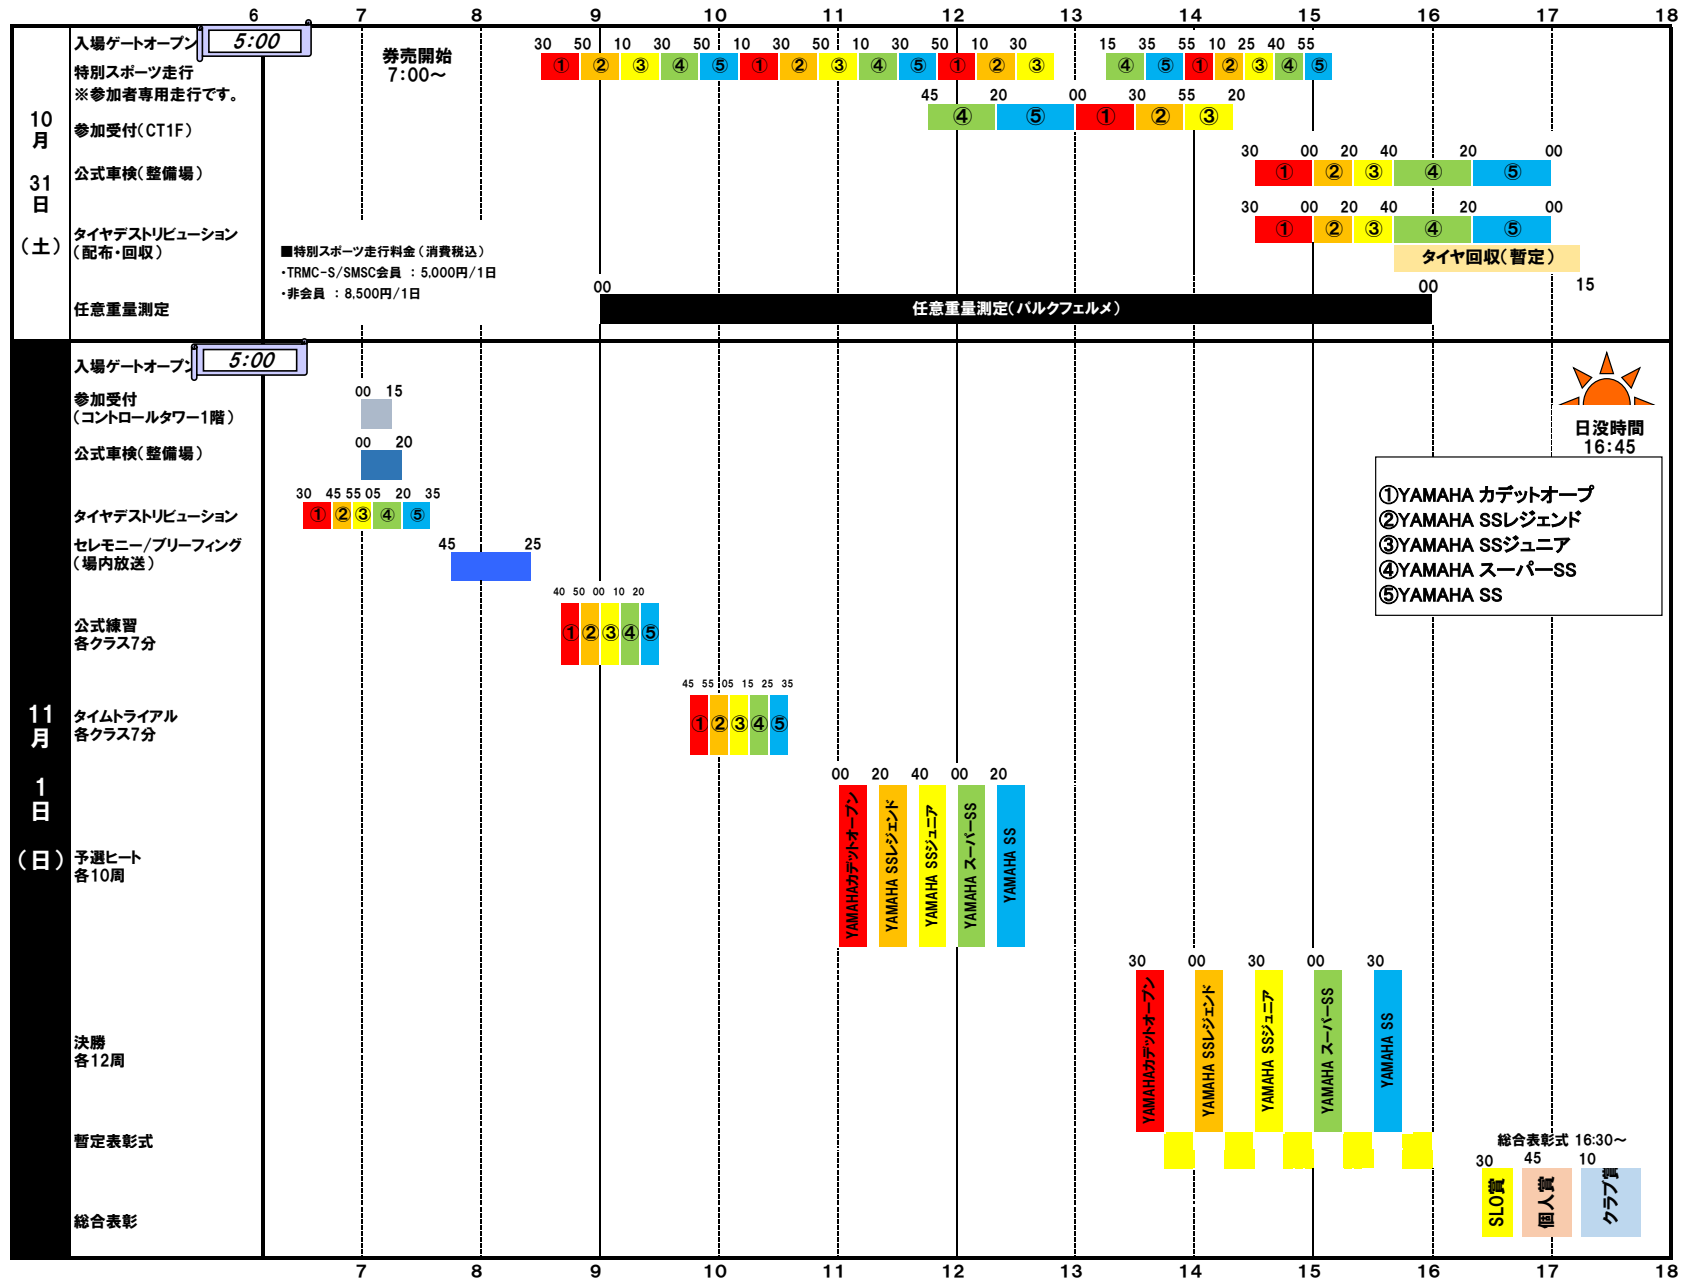 6 7 8 9 10 11 12 13 14 15 16 17 18
10月31日（土）
入場ゲートオープン 5:00
券売開始
7:00～
30 50 10 30 50 10 30 50 10 30 50 10 30 15 35 55 10 25 40 55
特別スポーツ走行 ① ② ③ ④ ⑤ ① ② ③ ④ ⑤ ① ② ③ ④ ⑤ ① ② ③ ④ ⑤
※参加者専用走行です。
45 20 00 30 55 20
参加受付（CT1F） ④ ⑤ ① ② ③
30 00 20 40 20 00
公式車検（整備場） ① ② ③ ④ ⑤
30 00 20 40 20 00
タイヤデストリビューション ① ② ③ ④ ⑤
（配布・回収）
タイヤ回収（暫定）
15
■特別スポーツ走行料金（消費税込）
・TRMC-S/SMSC会員 ： 5,000円/1日
・非会員 ： 8,500円/1日
00 00
任意重量測定 任意重量測定（パルクフェルメ）
11月1日（日）
入場ゲートオープン 5:00
日没時間
16:45
00 15
参加受付
（コントロールタワー1階）
00 20
公式車検（整備場）
①YAMAHA カデットオープ
②YAMAHA SSレジェンド
③YAMAHA SSジュニア
④YAMAHA スーパーSS
⑤YAMAHA SS
30 45 55 05 20 35
タイヤデストリビューション ① ② ③ ④ ⑤
セレモニー/ブリーフィング 45 25
（場内放送）
40 50 00 10 20
公式練習 ① ② ③ ④ ⑤
各クラス7分
45 55 05 15 25 35
タイムトライアル ① ② ③ ④ ⑤
各クラス7分
00 20 40 00 20
予選ヒート
各10周
YAMAHAカデットオープン
YAMAHA SSレジェンド
YAMAHA SSジュニア
YAMAHA スーパーSS
YAMAHA SS
30 00 30 00 30
決勝
各12周
YAMAHAカデットオープン
YAMAHA SSレジェンド
YAMAHA SSジュニア
YAMAHA スーパーSS
YAMAHA SS
暫定表彰式
総合表彰式 16:30～
30 45 10
総合表彰
SLO賞
個人賞
クラブ賞
7 8 9 10 11 12 13 14 15 16 17 18